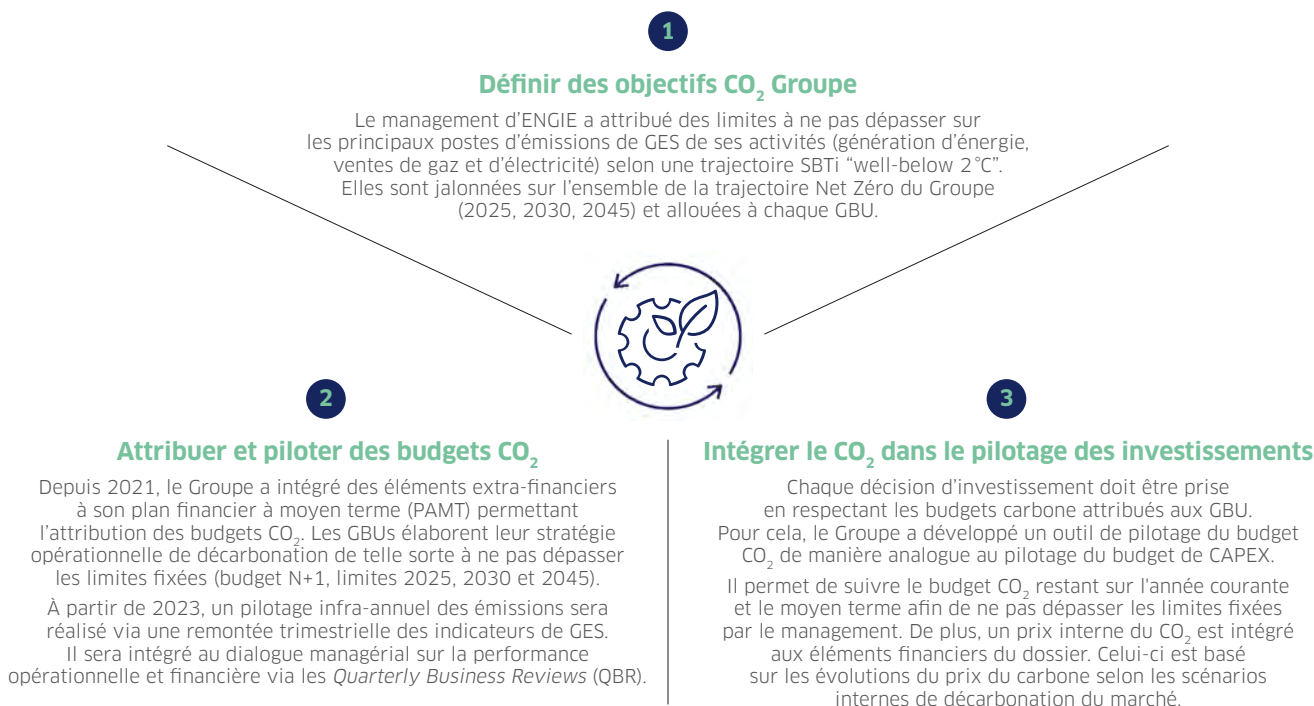 1
Définir des objectifs CO2 Groupe
Le management d'ENGIE a attribué des limites à ne pas dépasser sur
les principaux postes d'émissions de GES de ses activités (génération d'énergie,
ventes de gaz et d'électricité) selon une trajectoire SBTi “well-below 2 °C”.
Elles sont jalonnées sur l'ensemble de la trajectoire Net Zéro du Groupe
(2025, 2030, 2045) et allouées à chaque GBU.
2
Attribuer et piloter des budgets CO2
Depuis 2021, le Groupe a intégré des éléments extra-financiers
à son plan financier à moyen terme (PAMT) permettant
l'attribution des budgets CO2. Les GBUs élaborent leur stratégie
opérationnelle de décarbonation de telle sorte à ne pas dépasser
les limites fixées (budget N+1, limites 2025, 2030 et 2045).
À partir de 2023, un pilotage infra-annuel des émissions sera
réalisé via une remontée trimestrielle des indicateurs de GES.
Il sera intégré au dialogue managérial sur la performance
opérationnelle et financière via les Quarterly Business Reviews (QBR).
3
Intégrer le CO2 dans le pilotage des investissements
Chaque décision d'investissement doit être prise
en respectant les budgets carbone attribués aux GBU.
Pour cela, le Groupe a développé un outil de pilotage du budget
CO2 de manière analogue au pilotage du budget de CAPEX.
Il permet de suivre le budget CO2 restant sur l'année courante
et le moyen terme afin de ne pas dépasser les limites fixées
par le management. De plus, un prix interne du CO2 est intégré
aux éléments financiers du dossier. Celui-ci est basé
sur les évolutions du prix du carbone selon les scénarios
internes de décarbonation du marché.